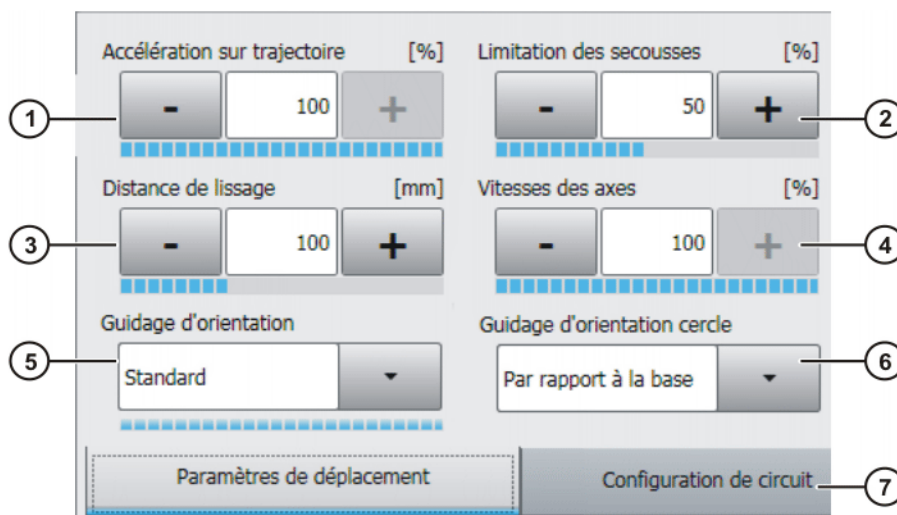 Accélération sur trajectoire [%] Limitation des secousses [%]
1 - 100 + - 50 + 2
Distance de lissage [mm] Vitesses des axes [%]
3 - 100 + - 100 + 4
Guidage d'orientation Guidage d'orientation cercle
5 Standard Par rapport à la base 6
Paramètres de déplacement Configuration de circuit 7